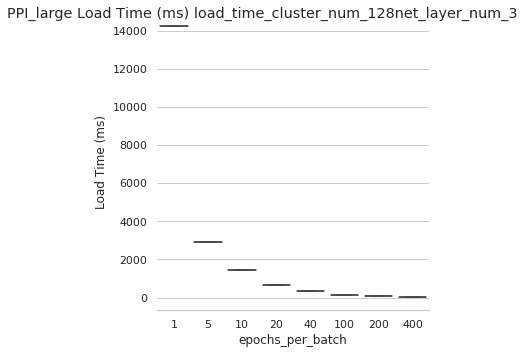 PPI_large Load Time (ms) load_time_cluster_num_128net_layer_num_3
14000
12000
10000
8000
6000
4000
2000
0
Load Time (ms)
1 5 10 20 40 100 200 400
epochs_per_batch